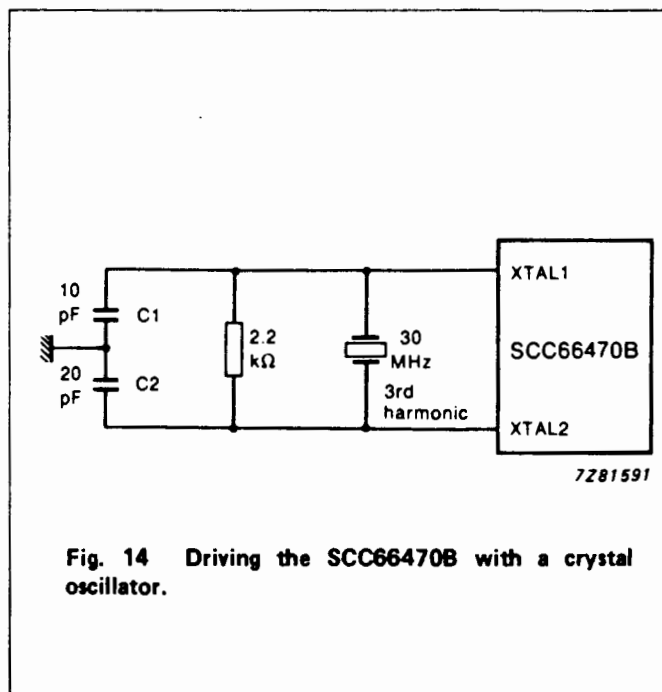 10
pF
C1
20
pF
C2
2.2
kΩ
30
MHz
3rd
harmonic
XTAL1
SCC66470B
XTAL2
7Z81591
Fig. 14 Driving the SCC66470B with a crystal
oscillator.